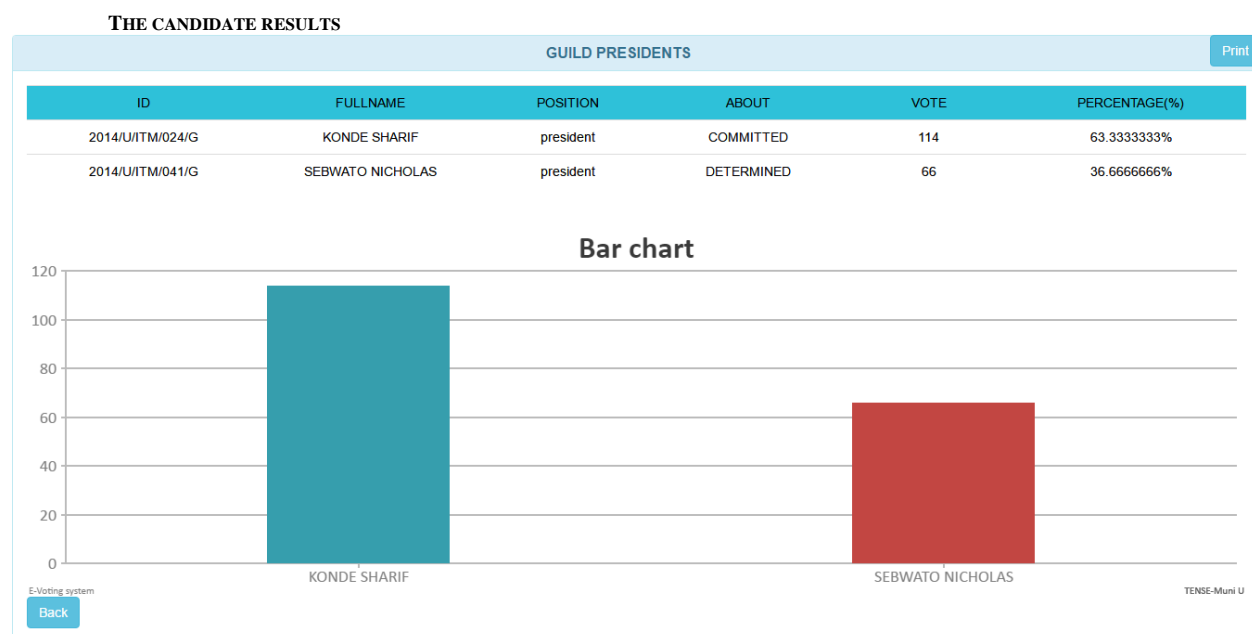 THE CANDIDATE RESULTS
GUILD PRESIDENTS
Print
ID FULLNAME POSITION ABOUT VOTE PERCENTAGE(%)
2014/U/ITM/024/G KONDE SHARIF president COMMITTED 114 63.3333333%
2014/U/ITM/041/G SEBWATO NICHOLAS president DETERMINED 66 36.6666666%
Bar chart
120
100
80
60
40
20
0
KONDE SHARIF SEBWATO NICHOLAS
E-Voting system TENSE-Muni U
Back